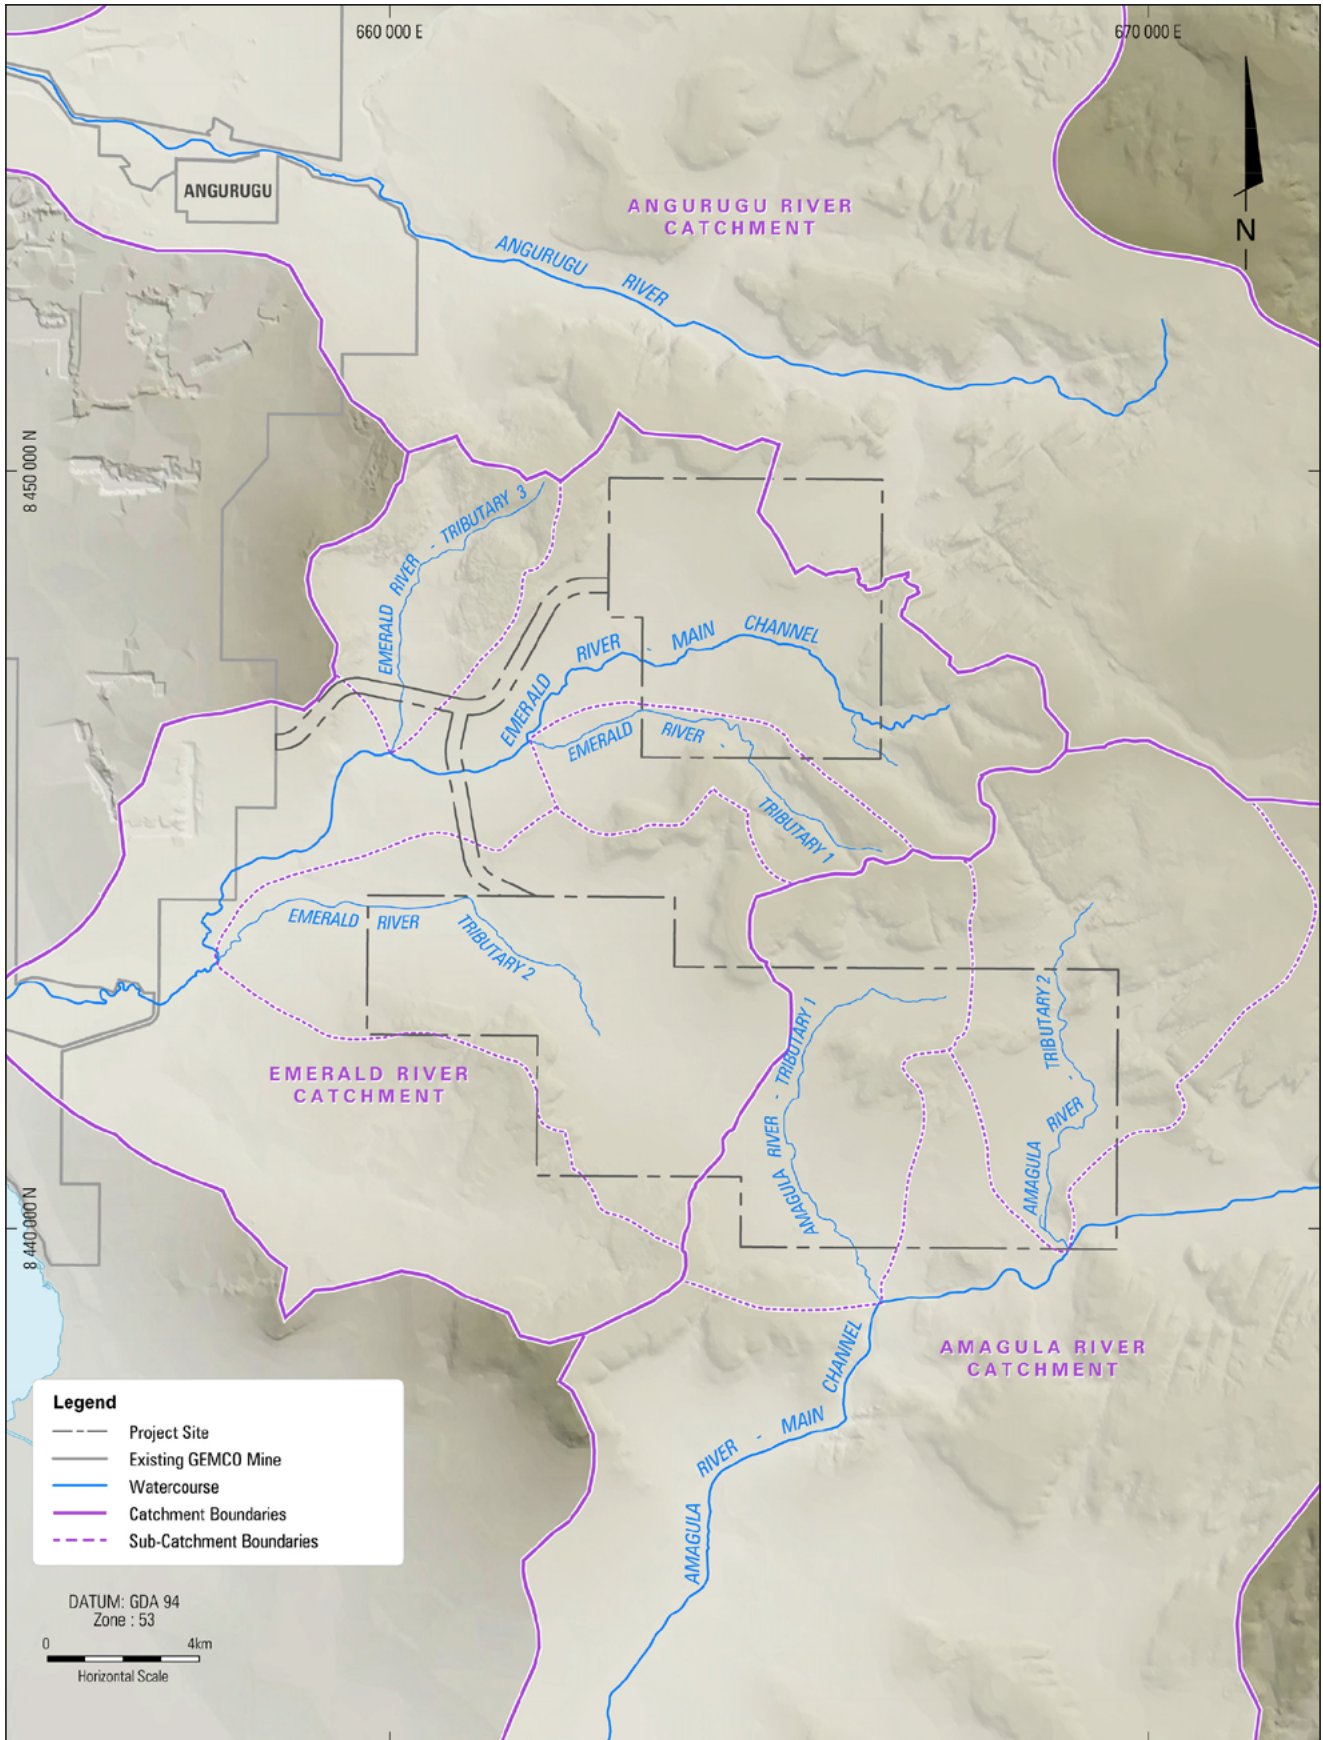 660 000 E
670 000 E
ANGURUGU
ANGURUGU RIVER
CATCHMENT
N
ANGURUGU RIVER
8 450 000 N
EMERALD RIVER - TRIBUTARY 3
EMERALD RIVER - MAIN CHANNEL
EMERALD RIVER - TRIBUTARY 1
EMERALD RIVER TRIBUTARY 2
AMAGULA RIVER - TRIBUTARY 1
AMAGULA RIVER - TRIBUTARY 2
EMERALD RIVER
CATCHMENT
8 440 000 N
AMAGULA RIVER
CATCHMENT
AMAGULA RIVER - MAIN CHANNEL
Legend
Project Site
Existing GEMCO Mine
Watercourse
Catchment Boundaries
Sub-Catchment Boundaries
DATUM: GDA 94
Zone : 53
0 4km
Horizontal Scale